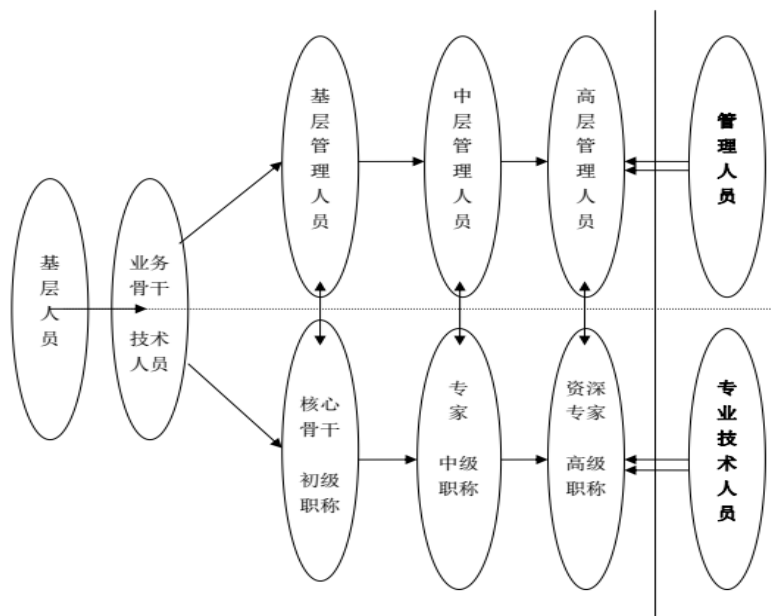 基层人员
业务
骨干
技术
人员
基层管理人员
中层管理人员
高层管理人员
管理人员
核心
骨干
初级
职称
专家
中级
职称
资深
专家
高级
职称
专业技术人员